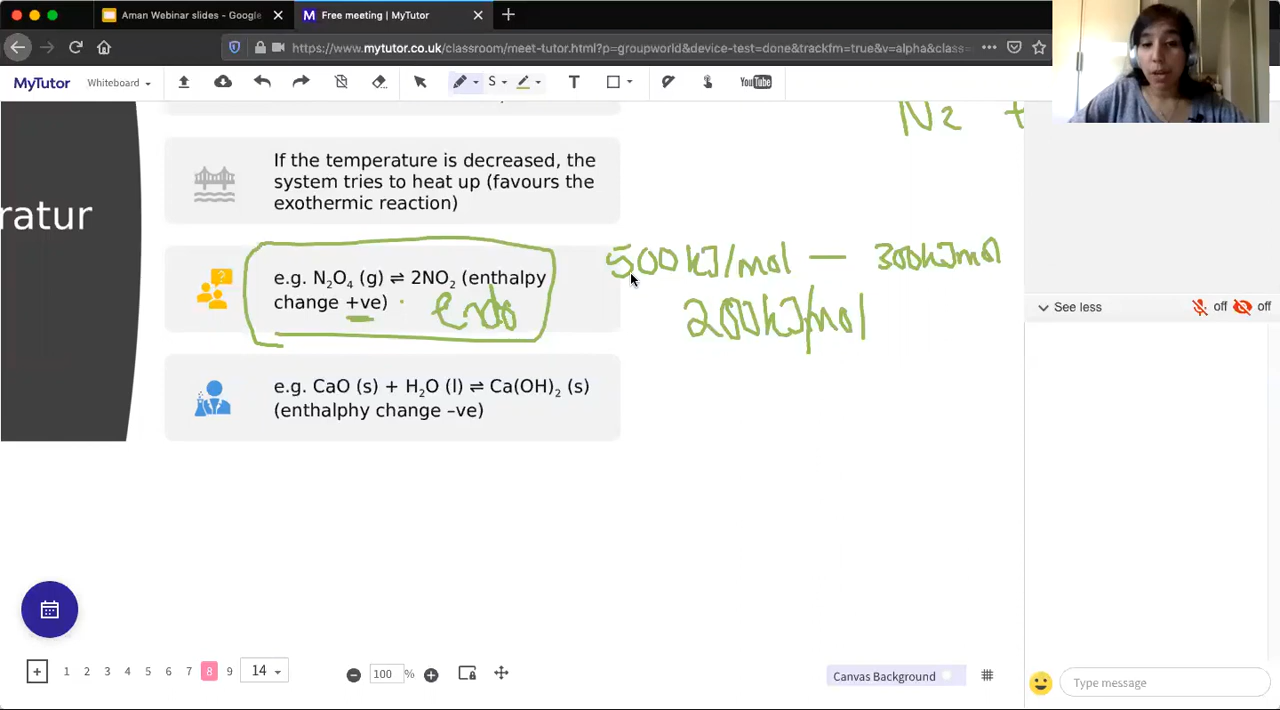 Aman Webinar slides - Google
Free meeting | MyTutor
https://www.mytutor.co.uk/classroom/meet-tutor.html?p=groupworld&device-test=done&trackfm=true&v=alpha&class=
MyTutor
Whiteboard
S
T
YouTube
N2 +
ratur
If the temperature is decreased, the
system tries to heat up (favours the
exothermic reaction)
e.g. N₂O₄ (g) ⇌ 2NO₂ (enthalpy
change +ve)
endo
500kJ/mol — 300kJmol
200kJ/mol
e.g. CaO (s) + H₂O (l) ⇌ Ca(OH)₂ (s)
(enthalphy change –ve)
See less
off
off
+ 1 2 3 4 5 6 7 8 9 14
100 %
Canvas Background
Type message